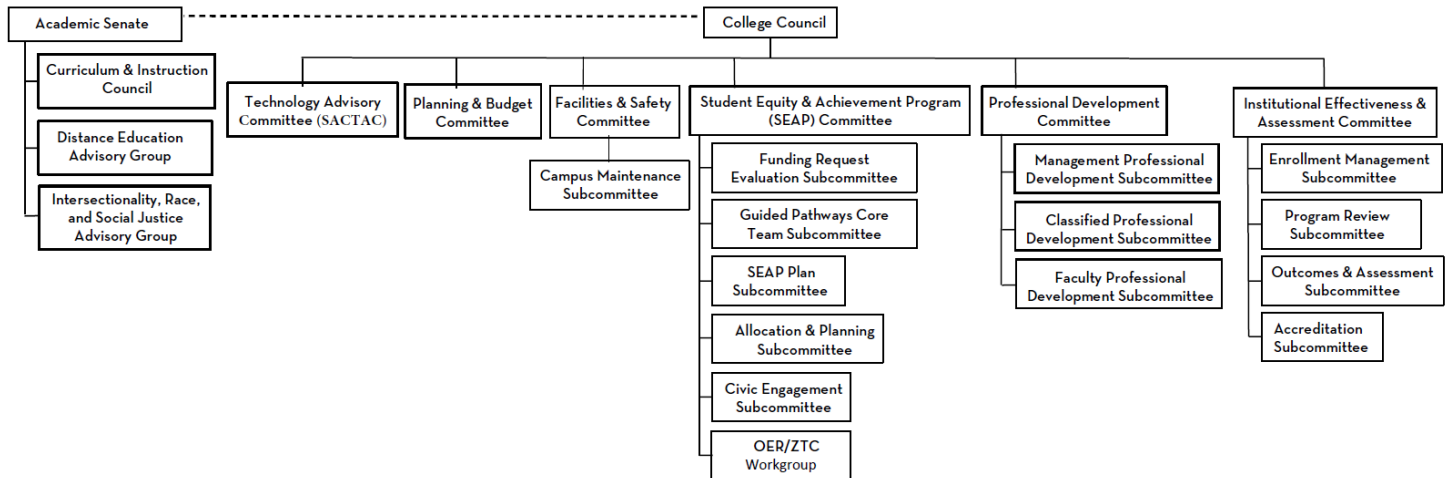 Academic Senate
College Council
Curriculum & Instruction
Council
Distance Education
Advisory Group
Intersectionality, Race,
and Social Justice
Advisory Group
Technology Advisory
Committee (SACTAC)
Planning & Budget
Committee
Facilities & Safety
Committee
Campus Maintenance
Subcommittee
Student Equity & Achievement Program
(SEAP) Committee
Funding Request
Evaluation Subcommittee
Guided Pathways Core
Team Subcommittee
SEAP Plan
Subcommittee
Allocation & Planning
Subcommittee
Civic Engagement
Subcommittee
OER/ZTC
Workgroup
Professional Development
Committee
Management Professional
Development Subcommittee
Classified Professional
Development Subcommittee
Faculty Professional
Development Subcommittee
Institutional Effectiveness &
Assessment Committee
Enrollment Management
Subcommittee
Program Review
Subcommittee
Outcomes & Assessment
Subcommittee
Accreditation
Subcommittee